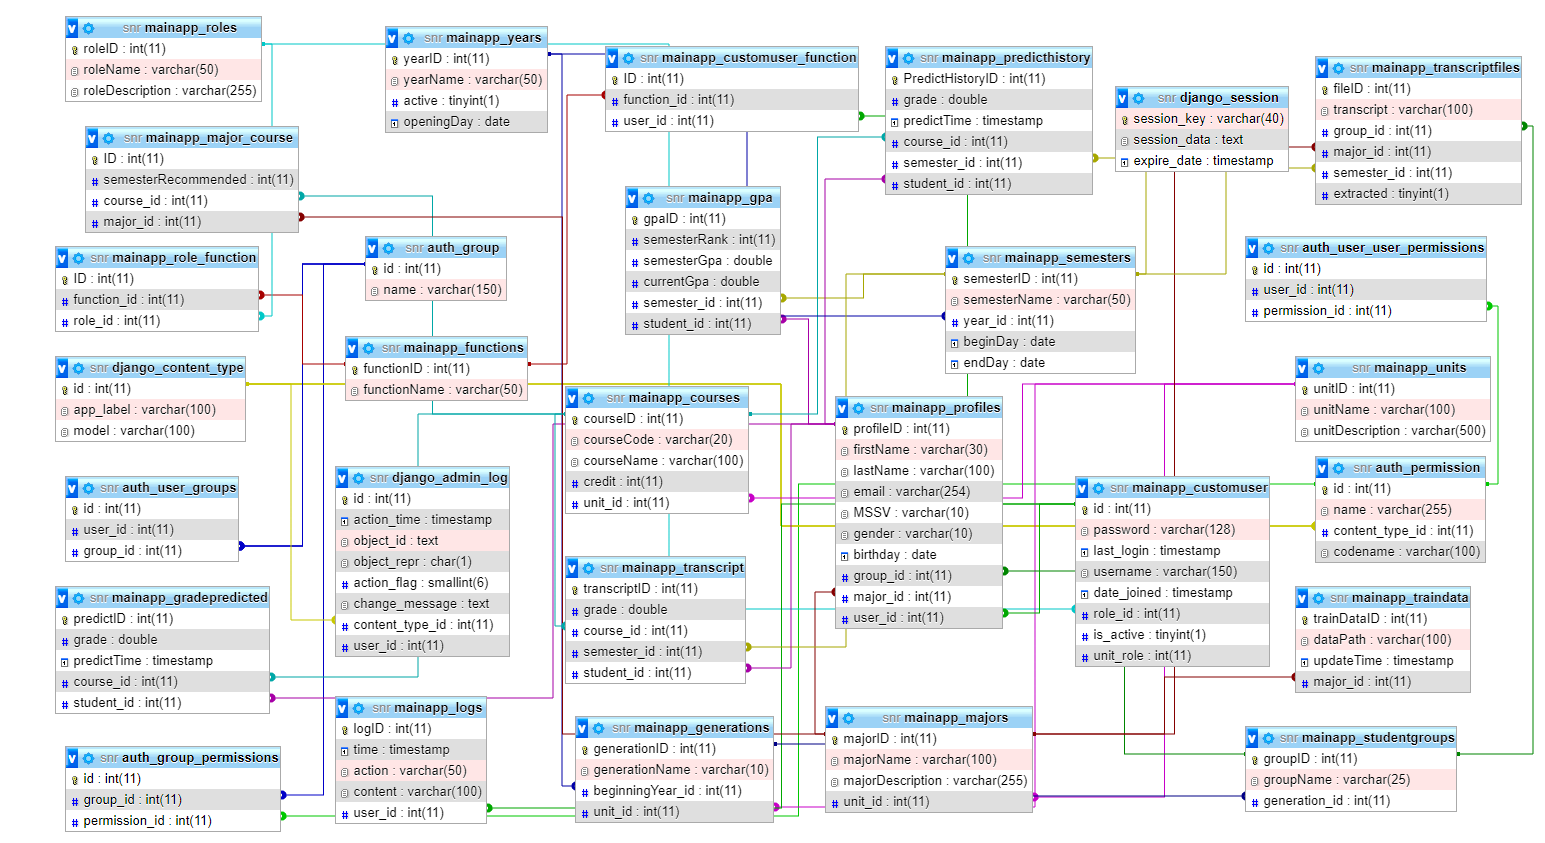 snr mainapp_roles
roleID : int(11)
roleName : varchar(50)
roleDescription : varchar(255)
snr mainapp_years
yearID : int(11)
yearName : varchar(50)
active : tinyint(1)
openingDay : date
snr mainapp_customuser_function
ID : int(11)
function_id : int(11)
user_id : int(11)
snr mainapp_predicthistory
PredictHistoryID : int(11)
grade : double
predictTime : timestamp
course_id : int(11)
semester_id : int(11)
student_id : int(11)
snr django_session
session_key : varchar(40)
session_data : text
expire_date : timestamp
snr mainapp_transcriptfiles
fileID : int(11)
transcript : varchar(100)
group_id : int(11)
major_id : int(11)
semester_id : int(11)
extracted : tinyint(1)
snr mainapp_major_course
ID : int(11)
semesterRecommended : int(11)
course_id : int(11)
major_id : int(11)
snr mainapp_gpa
gpaID : int(11)
semesterRank : int(11)
semesterGpa : double
currentGpa : double
semester_id : int(11)
student_id : int(11)
snr mainapp_role_function
ID : int(11)
function_id : int(11)
role_id : int(11)
snr auth_group
id : int(11)
name : varchar(150)
snr mainapp_semesters
semesterID : int(11)
semesterName : varchar(50)
year_id : int(11)
beginDay : date
endDay : date
snr auth_user_user_permissions
id : int(11)
user_id : int(11)
permission_id : int(11)
snr django_content_type
id : int(11)
app_label : varchar(100)
model : varchar(100)
snr mainapp_functions
functionID : int(11)
functionName : varchar(50)
snr mainapp_courses
courseID : int(11)
courseCode : varchar(20)
courseName : varchar(100)
credit : int(11)
unit_id : int(11)
snr mainapp_profiles
profileID : int(11)
firstName : varchar(30)
lastName : varchar(100)
email : varchar(254)
MSSV : varchar(10)
gender : varchar(10)
birthday : date
group_id : int(11)
major_id : int(11)
user_id : int(11)
snr mainapp_units
unitID : int(11)
unitName : varchar(100)
unitDescription : varchar(500)
snr auth_user_groups
id : int(11)
user_id : int(11)
group_id : int(11)
snr django_admin_log
id : int(11)
action_time : timestamp
object_id : text
object_repr : char(1)
action_flag : smallint(6)
change_message : text
content_type_id : int(11)
user_id : int(11)
snr mainapp_customuser
id : int(11)
password : varchar(128)
last_login : timestamp
username : varchar(150)
date_joined : timestamp
role_id : int(11)
is_active : tinyint(1)
unit_role : int(11)
snr auth_permission
id : int(11)
name : varchar(255)
content_type_id : int(11)
codename : varchar(100)
snr mainapp_gradepredicted
predictID : int(11)
grade : double
predictTime : timestamp
course_id : int(11)
student_id : int(11)
snr mainapp_transcript
transcriptID : int(11)
grade : double
course_id : int(11)
semester_id : int(11)
student_id : int(11)
snr mainapp_traindata
trainDataID : int(11)
dataPath : varchar(100)
updateTime : timestamp
major_id : int(11)
snr auth_group_permissions
id : int(11)
group_id : int(11)
permission_id : int(11)
snr mainapp_logs
logID : int(11)
time : timestamp
action : varchar(50)
content : varchar(100)
user_id : int(11)
snr mainapp_generations
generationID : int(11)
generationName : varchar(10)
beginningYear_id : int(11)
unit_id : int(11)
snr mainapp_majors
majorID : int(11)
majorName : varchar(100)
majorDescription : varchar(255)
unit_id : int(11)
snr mainapp_studentgroups
groupID : int(11)
groupName : varchar(25)
generation_id : int(11)